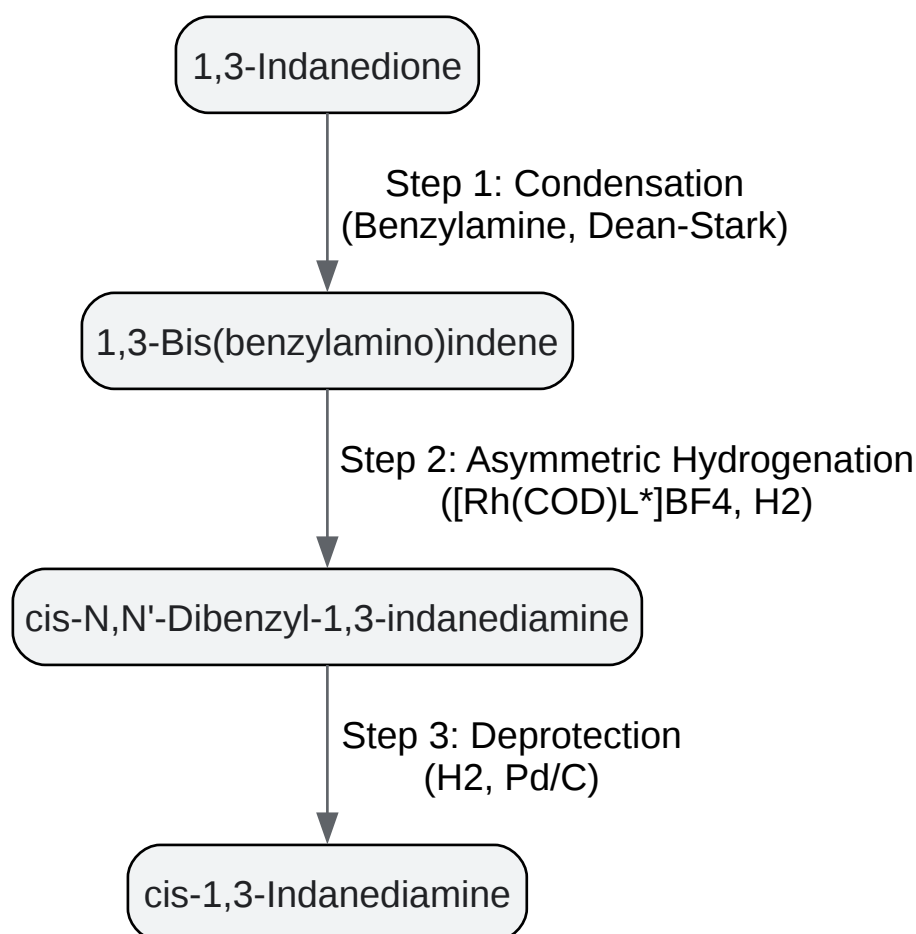 1,3-Indanedione
Step 1: Condensation
(Benzylamine, Dean-Stark)
1,3-Bis(benzylamino)indene
Step 2: Asymmetric Hydrogenation
([Rh(COD)L*]BF4, H2)
cis-N,N'-Dibenzyl-1,3-indanediamine
Step 3: Deprotection
(H2, Pd/C)
cis-1,3-Indanediamine